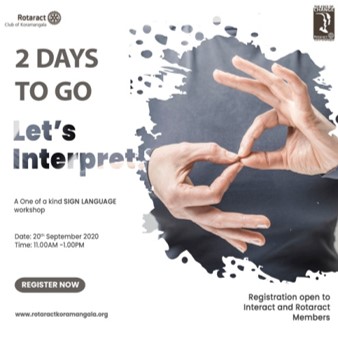 Rotaract
Club of Koramangala
2 DAYS
TO GO
Let's
Interpret!
A One of a kind SIGN LANGUAGE
workshop
Date: 20th September 2020
Time: 11.00AM -1.00PM
REGISTER NOW
www.rotaractkoramangala.org
Registration open to
Interact and Rotaract
Members